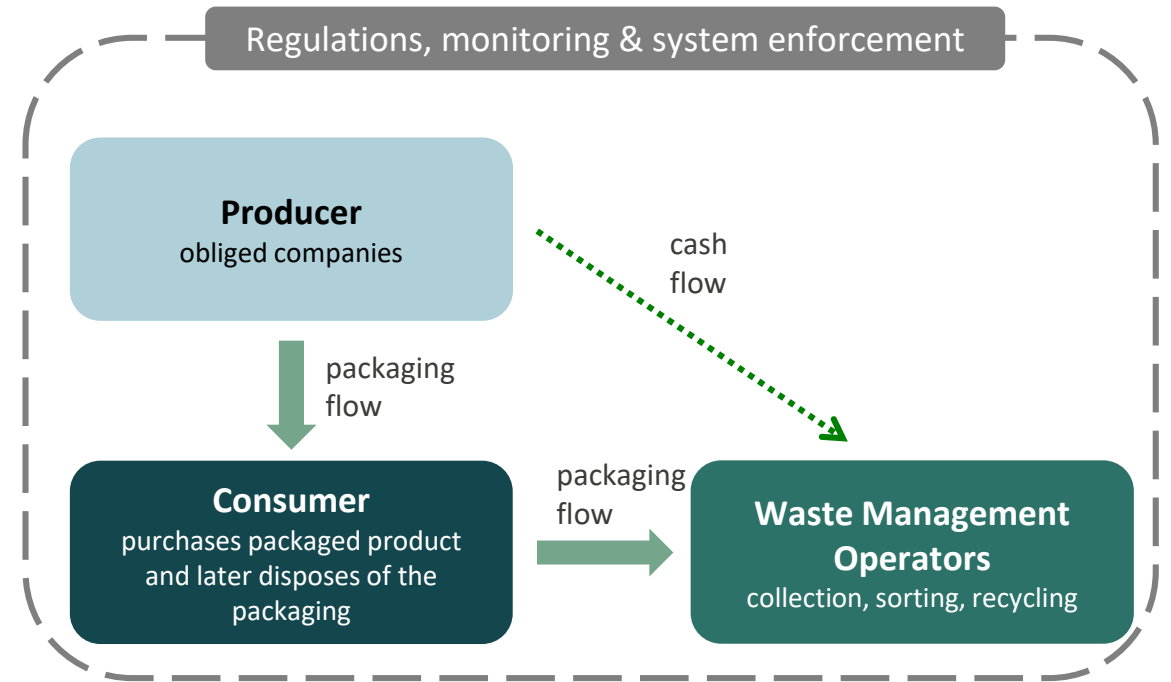 Regulations, monitoring & system enforcement
Producer
obliged companies
cash
flow
packaging
flow
Consumer
purchases packaged product
and later disposes of the
packaging
packaging
flow
Waste Management
Operators
collection, sorting, recycling